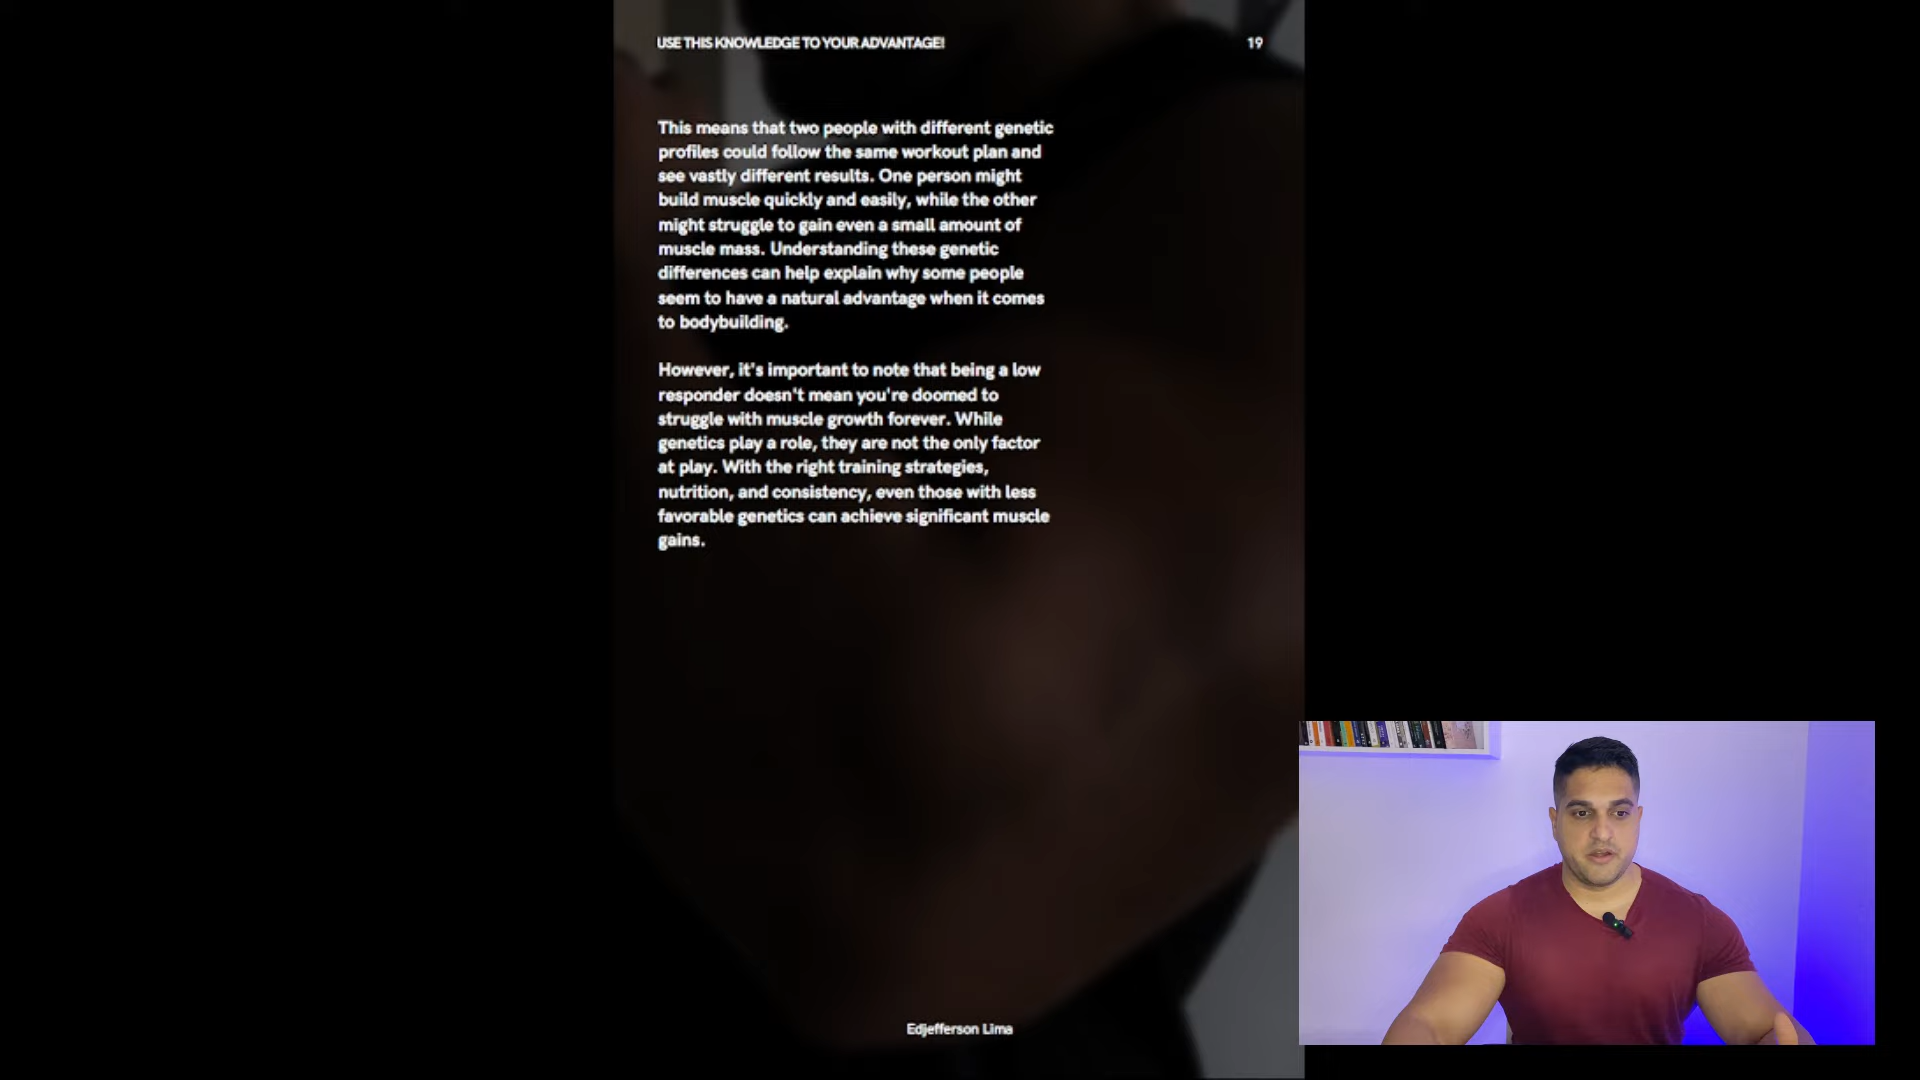 USE THIS KNOWLEDGE TO YOUR ADVANTAGE!
19
This means that two people with different genetic
profiles could follow the same workout plan and
see vastly different results. One person might
build muscle quickly and easily, while the other
might struggle to gain even a small amount of
muscle mass. Understanding these genetic
differences can help explain why some people
seem to have a natural advantage when it comes
to bodybuilding.
However, it's important to note that being a low
responder doesn't mean you're doomed to
struggle with muscle growth forever. While
genetics play a role, they are not the only factor
at play. With the right training strategies,
nutrition, and consistency, even those with less
favorable genetics can achieve significant muscle
gains.
Edjefferson Lima